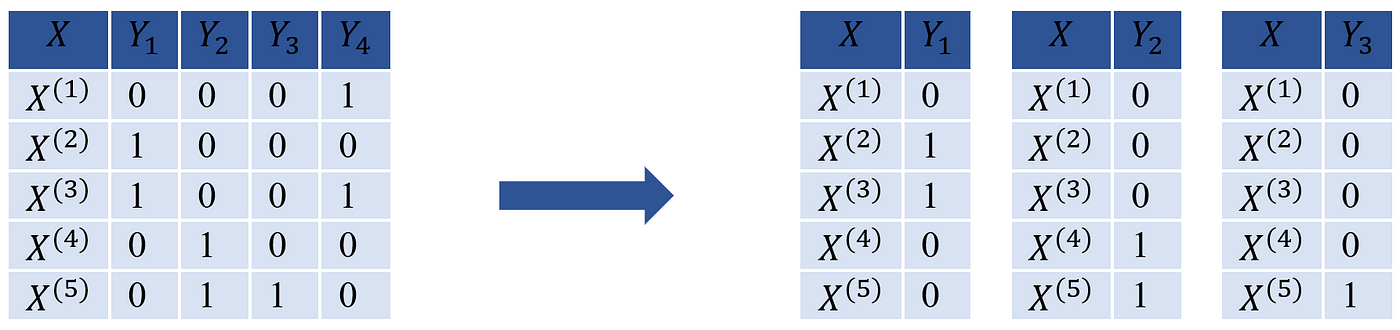 X Y₁ Y₂ Y₃ Y₄
X⁽¹⁾ 0 0 0 1
X⁽²⁾ 1 0 0 0
X⁽³⁾ 1 0 0 1
X⁽⁴⁾ 0 1 0 0
X⁽⁵⁾ 0 1 1 0
X Y₁
X⁽¹⁾ 0
X⁽²⁾ 1
X⁽³⁾ 1
X⁽⁴⁾ 0
X⁽⁵⁾ 0
X Y₂
X⁽¹⁾ 0
X⁽²⁾ 0
X⁽³⁾ 0
X⁽⁴⁾ 1
X⁽⁵⁾ 1
X Y₃
X⁽¹⁾ 0
X⁽²⁾ 0
X⁽³⁾ 0
X⁽⁴⁾ 0
X⁽⁵⁾ 1